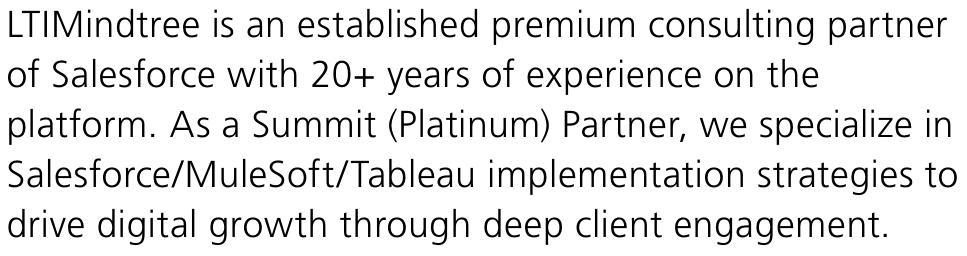 LTIMindtree is an established premium consulting partner
of Salesforce with 20+ years of experience on the
platform. As a Summit (Platinum) Partner, we specialize in
Salesforce/MuleSoft/Tableau implementation strategies to
drive digital growth through deep client engagement.